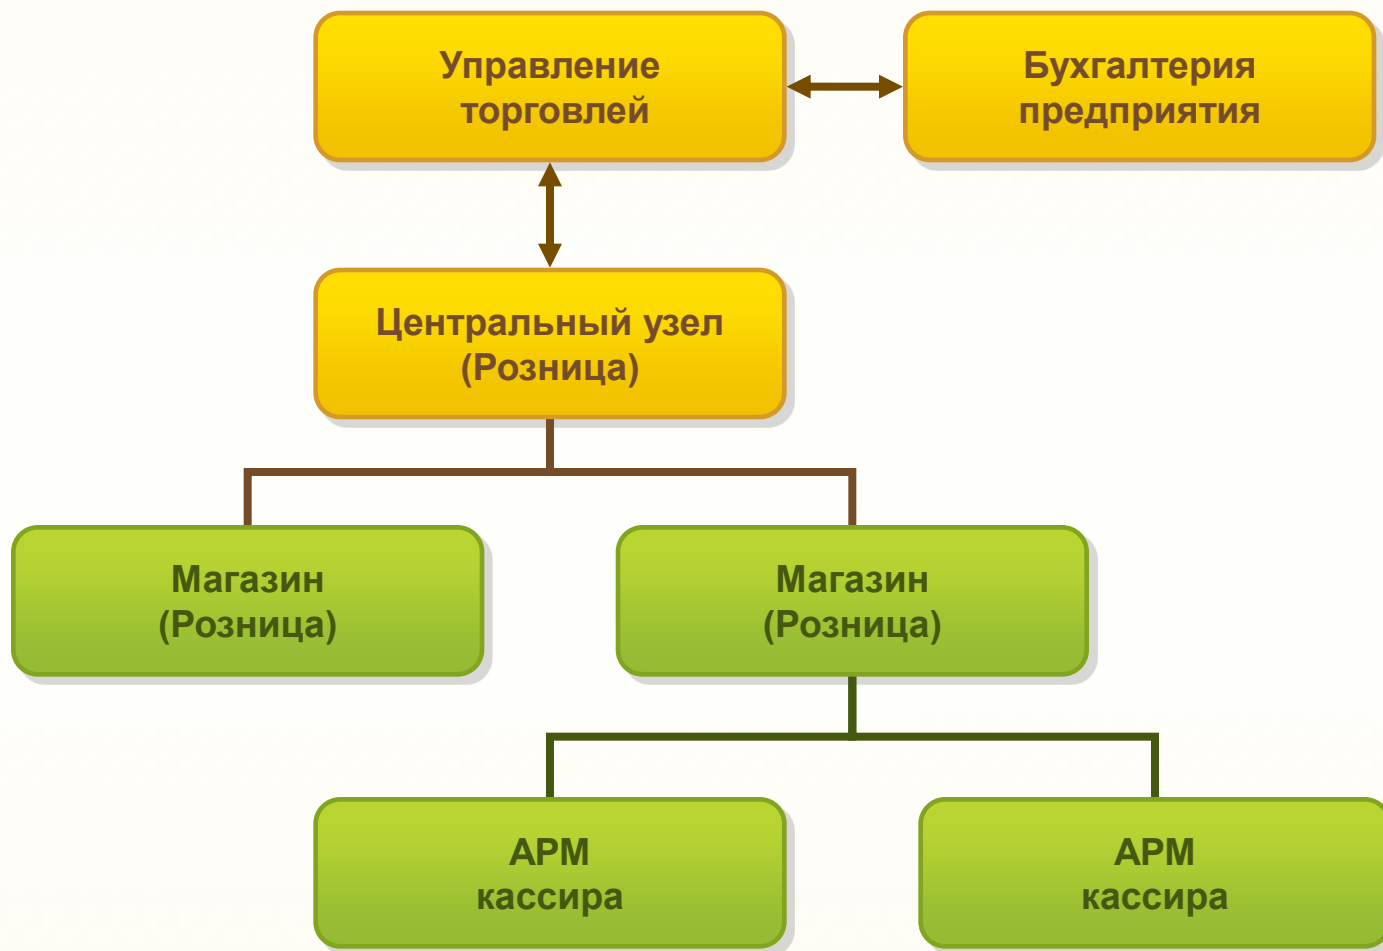 Управление
торговлей
Бухгалтерия
предприятия
Центральный узел
(Розница)
Магазин
(Розница)
Магазин
(Розница)
АРМ
кассира
АРМ
кассира